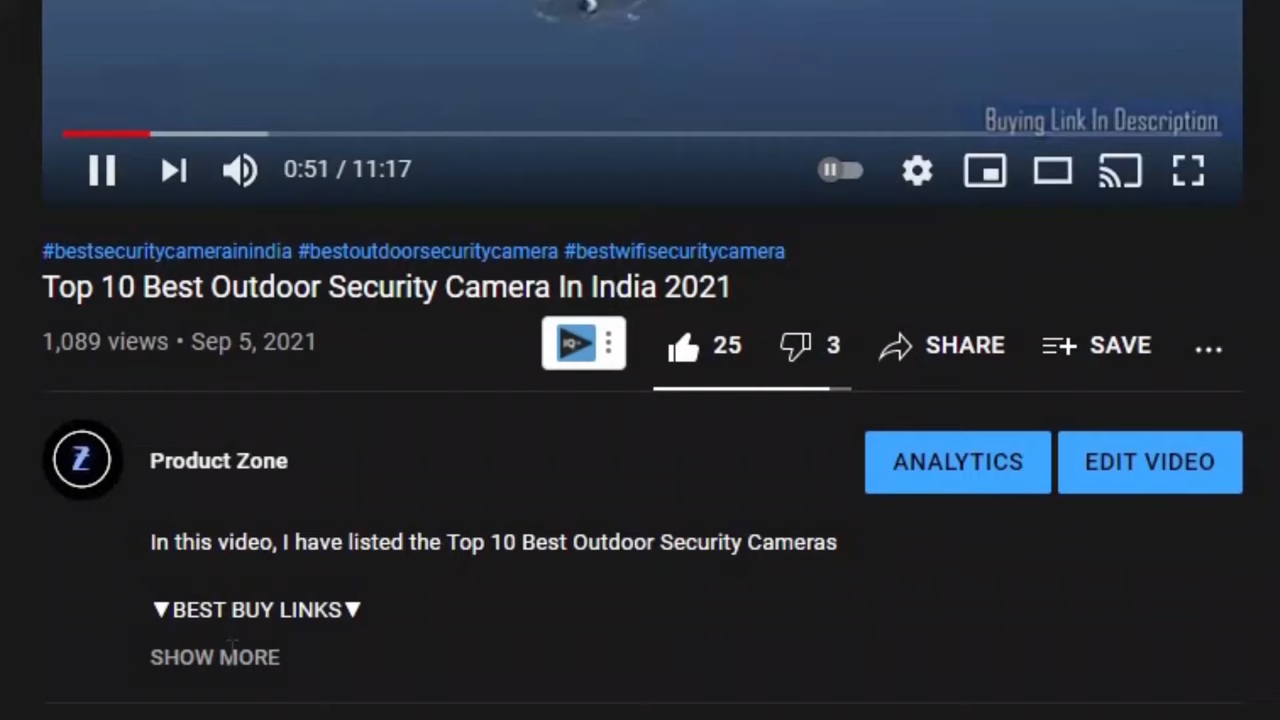 Buying Link In Description
0:51 / 11:17
#bestsecuritycamerainindia #bestoutdoorsecuritycamera #bestwifisecuritycamera
Top 10 Best Outdoor Security Camera In India 2021
1,089 views • Sep 5, 2021
IQ
25
3
SHARE
SAVE
Z
Product Zone
ANALYTICS
EDIT VIDEO
In this video, I have listed the Top 10 Best Outdoor Security Cameras
▼BEST BUY LINKS▼
SHOW MORE